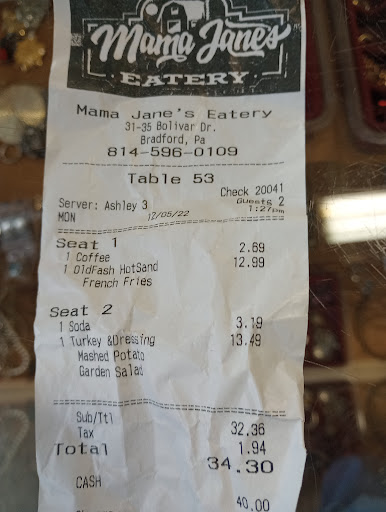 Mama Jane's
EATERY
Mama Jane's Eatery
31-35 Bolivar Dr.
Bradford, Pa
814-596-0109
Table 53
Check 20041
Server: Ashley 3 Guests 2
MON 12/05/22 1:27pm
Seat 1
1 Coffee 2.69
1 OldFash HotSand 12.99
French Fries
Seat 2
1 Soda 3.19
1 Turkey &Dressing 13.49
Mashed Potato
Garden Salad
Sub/Ttl 32.36
Tax 1.94
Total 34.30
CASH 40.00